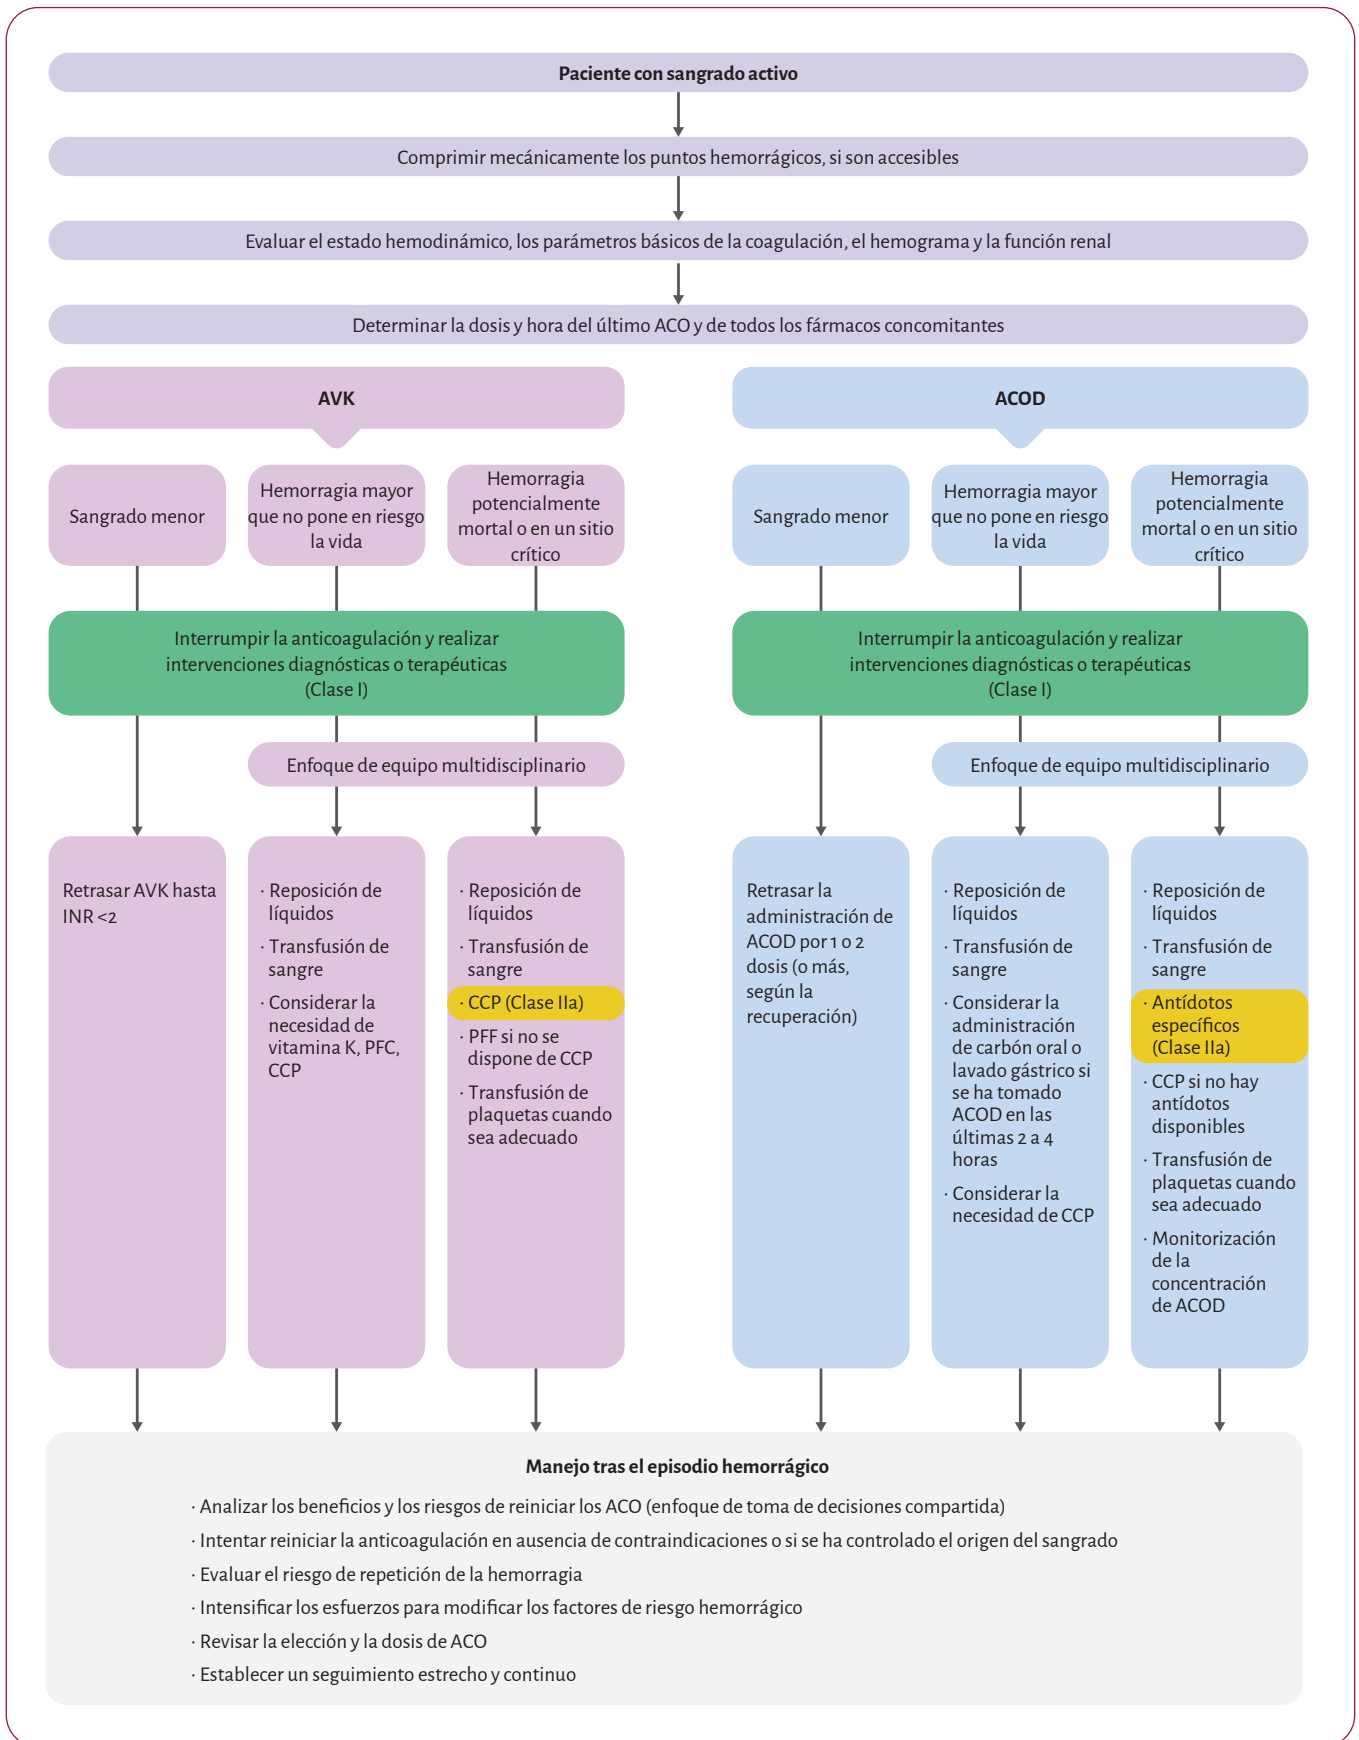 Paciente con sangrado activo
Comprimir mecánicamente los puntos hemorrágicos, si son accesibles
Evaluar el estado hemodinámico, los parámetros básicos de la coagulación, el hemograma y la función renal
Determinar la dosis y hora del último ACO y de todos los fármacos concomitantes
AVK
Sangrado menor
Hemorragia mayor
que no pone en riesgo
la vida
Hemorragia
potencialmente
mortal o en un sitio
crítico
Interrumpir la anticoagulación y realizar
intervenciones diagnósticas o terapéuticas
(Clase I)
Enfoque de equipo multidisciplinario
Retrasar AVK hasta
INR <2
· Reposición de
líquidos
· Transfusión de
sangre
· Considerar la
necesidad de
vitamina K, PFC,
CCP
· Reposición de
líquidos
· Transfusión de
sangre
· CCP (Clase IIa)
· PFF si no se
dispone de CCP
· Transfusión de
plaquetas cuando
sea adecuado
ACOD
Sangrado menor
Hemorragia mayor
que no pone en riesgo
la vida
Hemorragia
potencialmente
mortal o en un sitio
crítico
Interrumpir la anticoagulación y realizar
intervenciones diagnósticas o terapéuticas
(Clase I)
Enfoque de equipo multidisciplinario
Retrasar la
administración de
ACOD por 1 o 2
dosis (o más,
según la
recuperación)
· Reposición de
líquidos
· Transfusión de
sangre
· Considerar la
administración
de carbón oral o
lavado gástrico si
se ha tomado
ACOD en las
últimas 2 a 4
horas
· Considerar la
necesidad de CCP
· Reposición de
líquidos
· Transfusión de
sangre
· Antídotos
específicos
(Clase IIa)
· CCP si no hay
antídotos
disponibles
· Transfusión de
plaquetas cuando
sea adecuado
· Monitorización
de la
concentración
de ACOD
Manejo tras el episodio hemorrágico
· Analizar los beneficios y los riesgos de reiniciar los ACO (enfoque de toma de decisiones compartida)
· Intentar reiniciar la anticoagulación en ausencia de contraindicaciones o si se ha controlado el origen del sangrado
· Evaluar el riesgo de repetición de la hemorragia
· Intensificar los esfuerzos para modificar los factores de riesgo hemorrágico
· Revisar la elección y la dosis de ACO
· Establecer un seguimiento estrecho y continuo